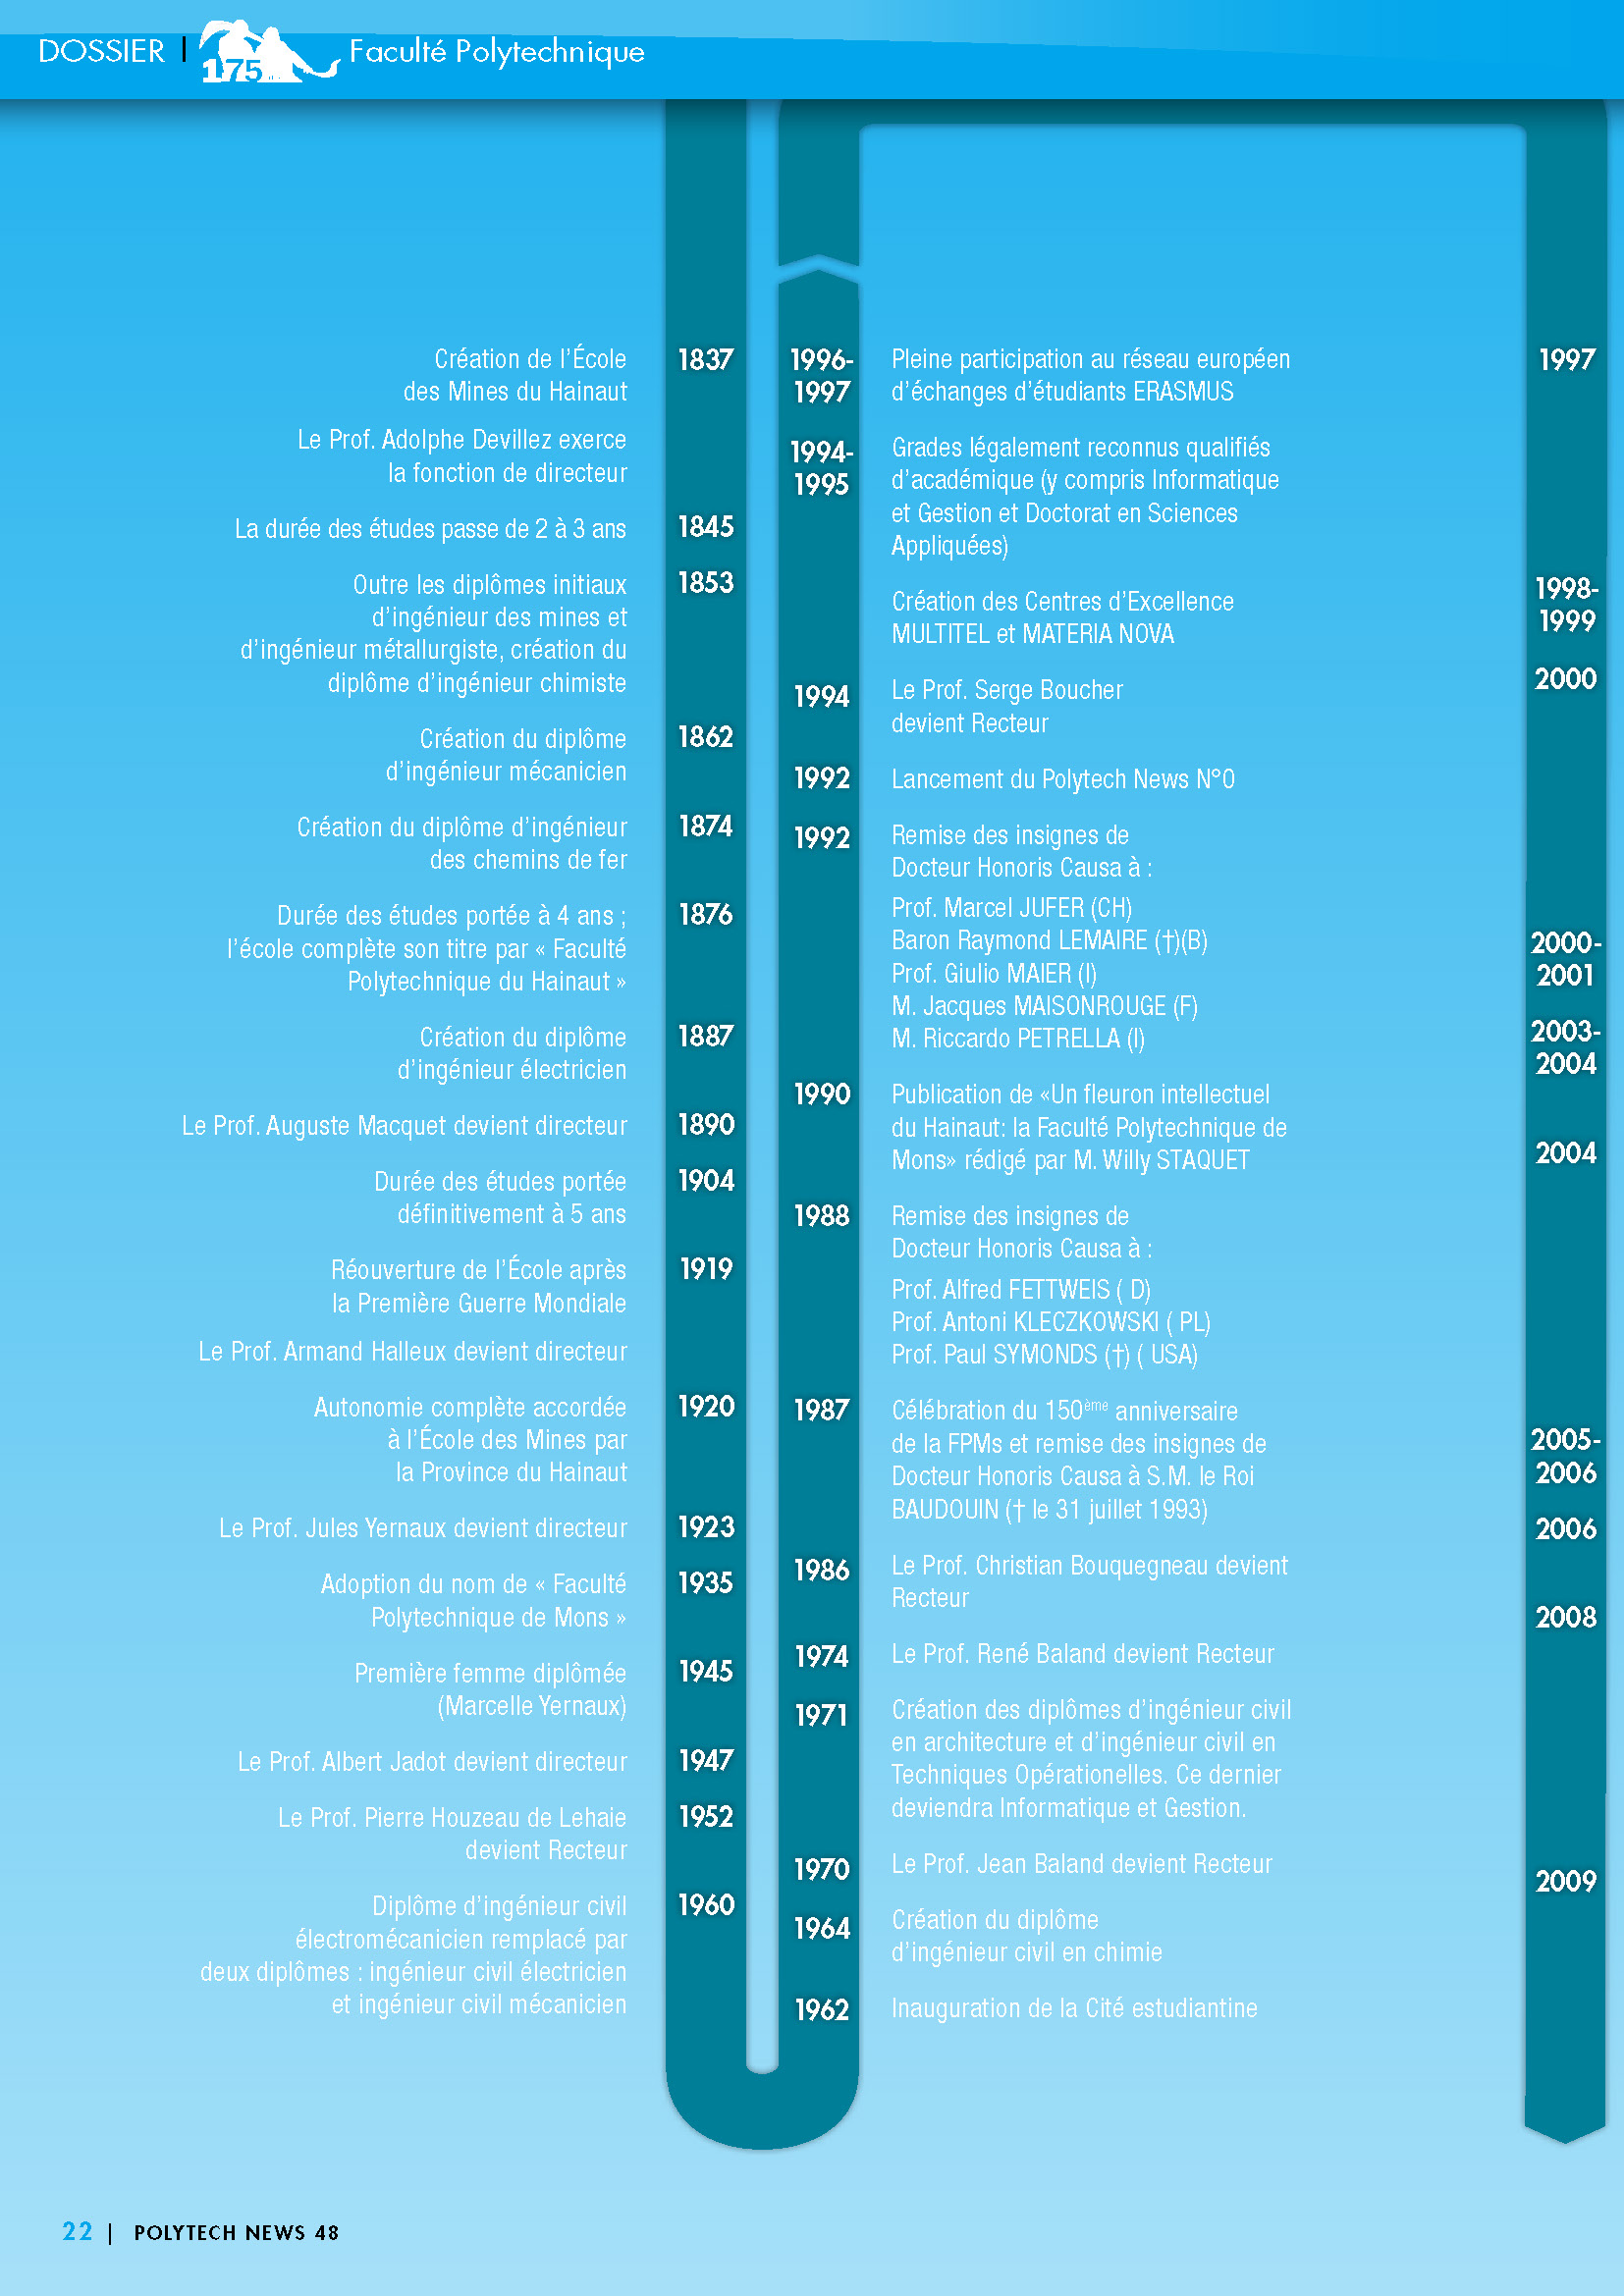 DOSSIER | 175 Faculté Polytechnique
Création de l’École
des Mines du Hainaut
1837
Le Prof. Adolphe Devillez exerce
la fonction de directeur
La durée des études passe de 2 à 3 ans
1845
Outre les diplômes initiaux
d’ingénieur des mines et
d’ingénieur métallurgiste, création du
diplôme d’ingénieur chimiste
1853
Création du diplôme
d’ingénieur mécanicien
1862
Création du diplôme d’ingénieur
des chemins de fer
1874
Durée des études portée à 4 ans ;
l’école complète son titre par « Faculté
Polytechnique du Hainaut »
1876
Création du diplôme
d’ingénieur électricien
1887
Le Prof. Auguste Macquet devient directeur
1890
Durée des études portée
définitivement à 5 ans
1904
Réouverture de l’École après
la Première Guerre Mondiale
1919
Le Prof. Armand Halleux devient directeur
Autonomie complète accordée
à l’École des Mines par
la Province du Hainaut
1920
Le Prof. Jules Yernaux devient directeur
1923
Adoption du nom de « Faculté
Polytechnique de Mons »
1935
Première femme diplômée
(Marcelle Yernaux)
1945
Le Prof. Albert Jadot devient directeur
1947
Le Prof. Pierre Houzeau de Lehaie
devient Recteur
1952
Diplôme d’ingénieur civil
électromécanicien remplacé par
deux diplômes : ingénieur civil électricien
et ingénieur civil mécanicien
1960
1996-
1997
Pleine participation au réseau européen
d’échanges d’étudiants ERASMUS
1994-
1995
Grades légalement reconnus qualifiés
d’académique (y compris Informatique
et Gestion et Doctorat en Sciences
Appliquées)
Création des Centres d’Excellence
MULTITEL et MATERIA NOVA
1994
Le Prof. Serge Boucher
devient Recteur
1992
Lancement du Polytech News N°0
1992
Remise des insignes de
Docteur Honoris Causa à :
Prof. Marcel JUFER (CH)
Baron Raymond LEMAIRE (†)(B)
Prof. Giulio MAIER (I)
M. Jacques MAISONROUGE (F)
M. Riccardo PETRELLA (I)
1990
Publication de «Un fleuron intellectuel
du Hainaut: la Faculté Polytechnique de
Mons» rédigé par M. Willy STAQUET
1988
Remise des insignes de
Docteur Honoris Causa à :
Prof. Alfred FETTWEIS ( D)
Prof. Antoni KLECZKOWSKI ( PL)
Prof. Paul SYMONDS (†) ( USA)
1987
Célébration du 150ème anniversaire
de la FPMs et remise des insignes de
Docteur Honoris Causa à S.M. le Roi
BAUDOUIN († le 31 juillet 1993)
1986
Le Prof. Christian Bouquegneau devient
Recteur
1974
Le Prof. René Baland devient Recteur
1971
Création des diplômes d’ingénieur civil
en architecture et d’ingénieur civil en
Techniques Opérationelles. Ce dernier
deviendra Informatique et Gestion.
1970
Le Prof. Jean Baland devient Recteur
1964
Création du diplôme
d’ingénieur civil en chimie
1962
Inauguration de la Cité estudiantine
1997
1998-
1999
2000
2000-
2001
2003-
2004
2004
2005-
2006
2006
2008
2009
22 | POLYTECH NEWS 48